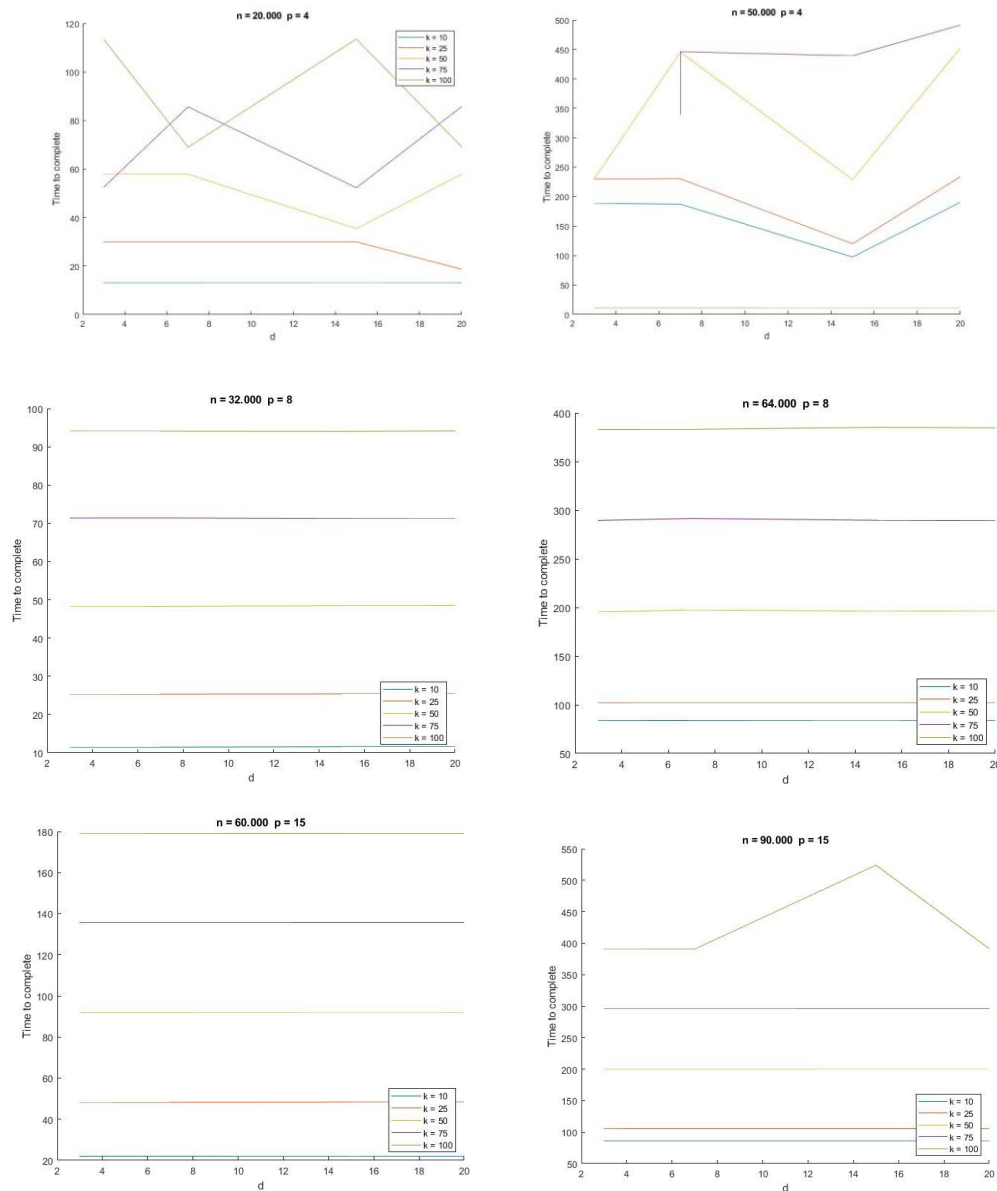 n = 20.000 p = 4
120
100
80
60
40
20
0
Time to complete
k = 10
k = 25
k = 50
k = 75
k = 100
2 4 6 8 10 12 14 16 18 20
d
n = 50.000 p = 4
500
450
400
350
300
250
200
150
100
50
0
Time to complete
2 4 6 8 10 12 14 16 18 20
d
n = 32.000 p = 8
100
90
80
70
60
50
40
30
20
10
Time to complete
k = 10
k = 25
k = 50
k = 75
k = 100
2 4 6 8 10 12 14 16 18 20
d
n = 64.000 p = 8
400
350
300
250
200
150
100
50
Time to complete
k = 10
k = 25
k = 50
k = 75
k = 100
2 4 6 8 10 12 14 16 18 20
d
n = 60.000 p = 15
180
160
140
120
100
80
60
40
20
Time to complete
k = 10
k = 25
k = 50
k = 75
k = 100
2 4 6 8 10 12 14 16 18 20
d
n = 90.000 p = 15
550
500
450
400
350
300
250
200
150
100
50
Time to complete
k = 10
k = 25
k = 50
k = 75
k = 100
2 4 6 8 10 12 14 16 18 20
d